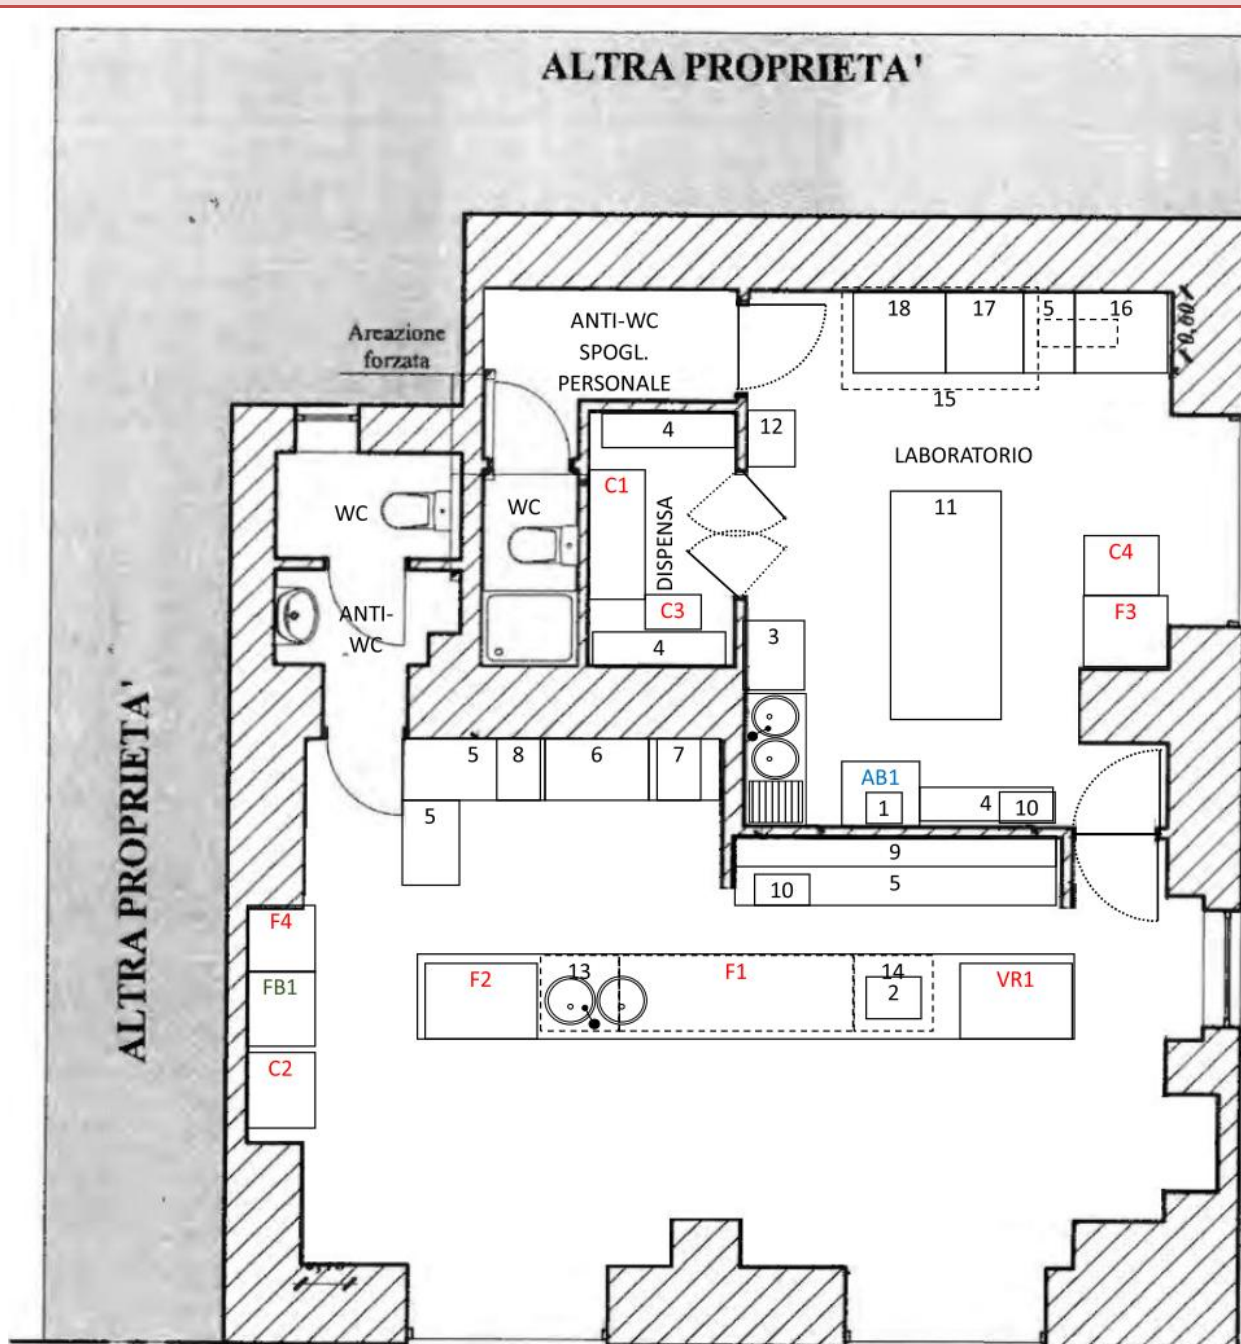 ALTRA PROPRIETA'
Areazione
forzata
ANTI-WC
SPOGL.
PERSONALE
18
17
5
16
0,60
15
4
12
LABORATORIO
C1
11
WC
WC
DISPENSA
C4
C3
F3
ANTI-
WC
3
4
ALTRA PROPRIETA'
5
8
6
7
AB1
1
4
10
5
9
5
10
F4
FB1
F2
13
F1
14
2
VR1
C2